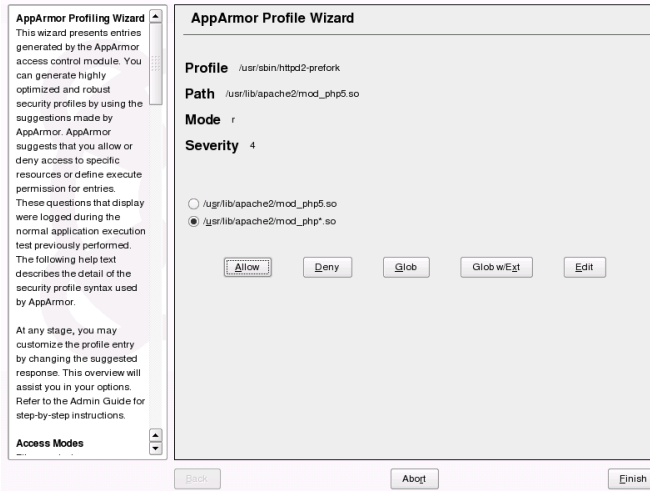 AppArmor Profiling Wizard
This wizard presents entries
generated by the AppArmor
access control module. You
can generate highly
optimized and robust
security profiles by using the
suggestions made by
AppArmor. AppArmor
suggests that you allow or
deny access to specific
resources or define execute
permission for entries.
These questions that display
were logged during the
normal application execution
test previously performed.
The following help text
describes the detail of the
security profile syntax used
by AppArmor.
At any stage, you may
customize the profile entry
by changing the suggested
response. This overview will
assist you in your options.
Refer to the Admin Guide for
step-by-step instructions.
Access Modes
AppArmor Profile Wizard
Profile /usr/sbin/httpd2-prefork
Path /usr/lib/apache2/mod_php5.so
Mode r
Severity 4
/usr/lib/apache2/mod_php5.so
/usr/lib/apache2/mod_php*.so
Allow Deny Glob Glob w/Ext Edit
Back Abort Finish